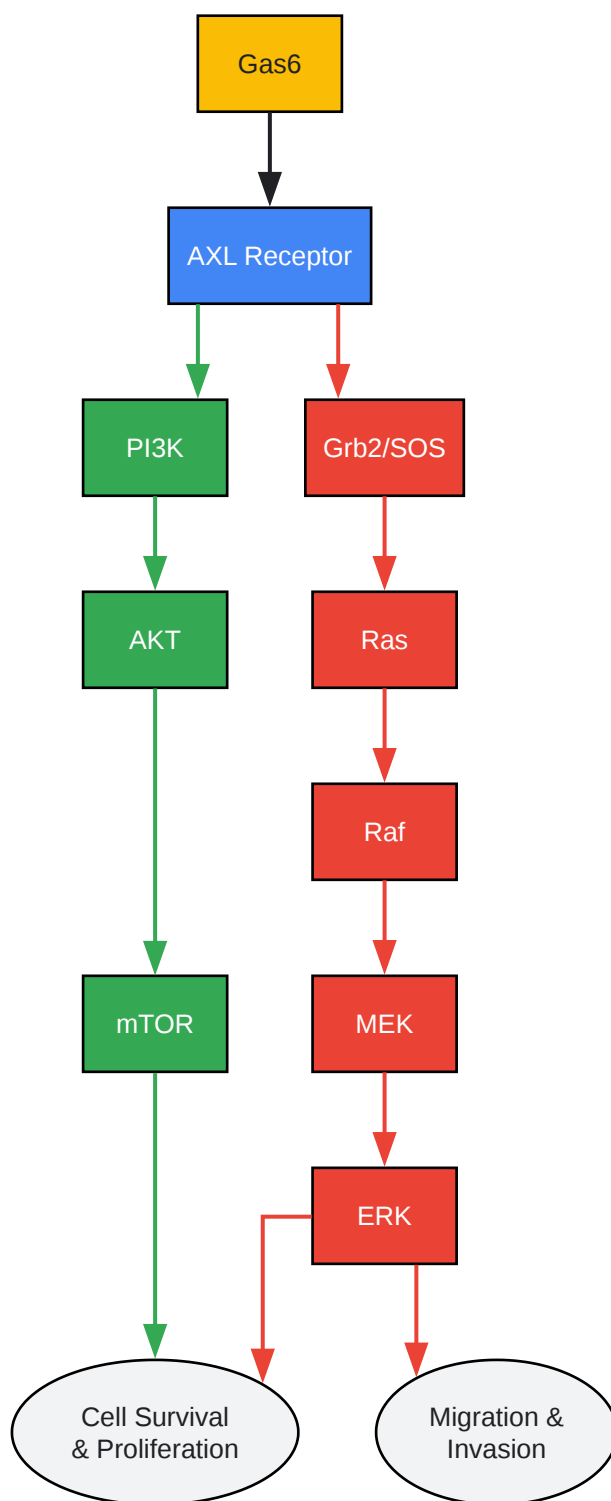 Gas6
AXL Receptor
PI3K
Grb2/SOS
AKT
Ras
Raf
mTOR
MEK
ERK
Cell Survival
& Proliferation
Migration &
Invasion